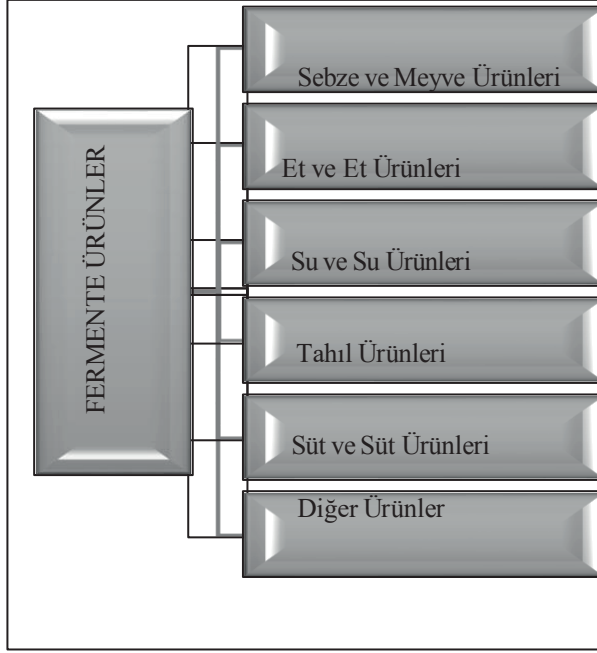 FERMENTE ÜRÜNLER
Sebze ve Meyve Ürünleri
Et ve Et Ürünleri
Su ve Su Ürünleri
Tahıl Ürünleri
Süt ve Süt Ürünleri
Diğer Ürünler